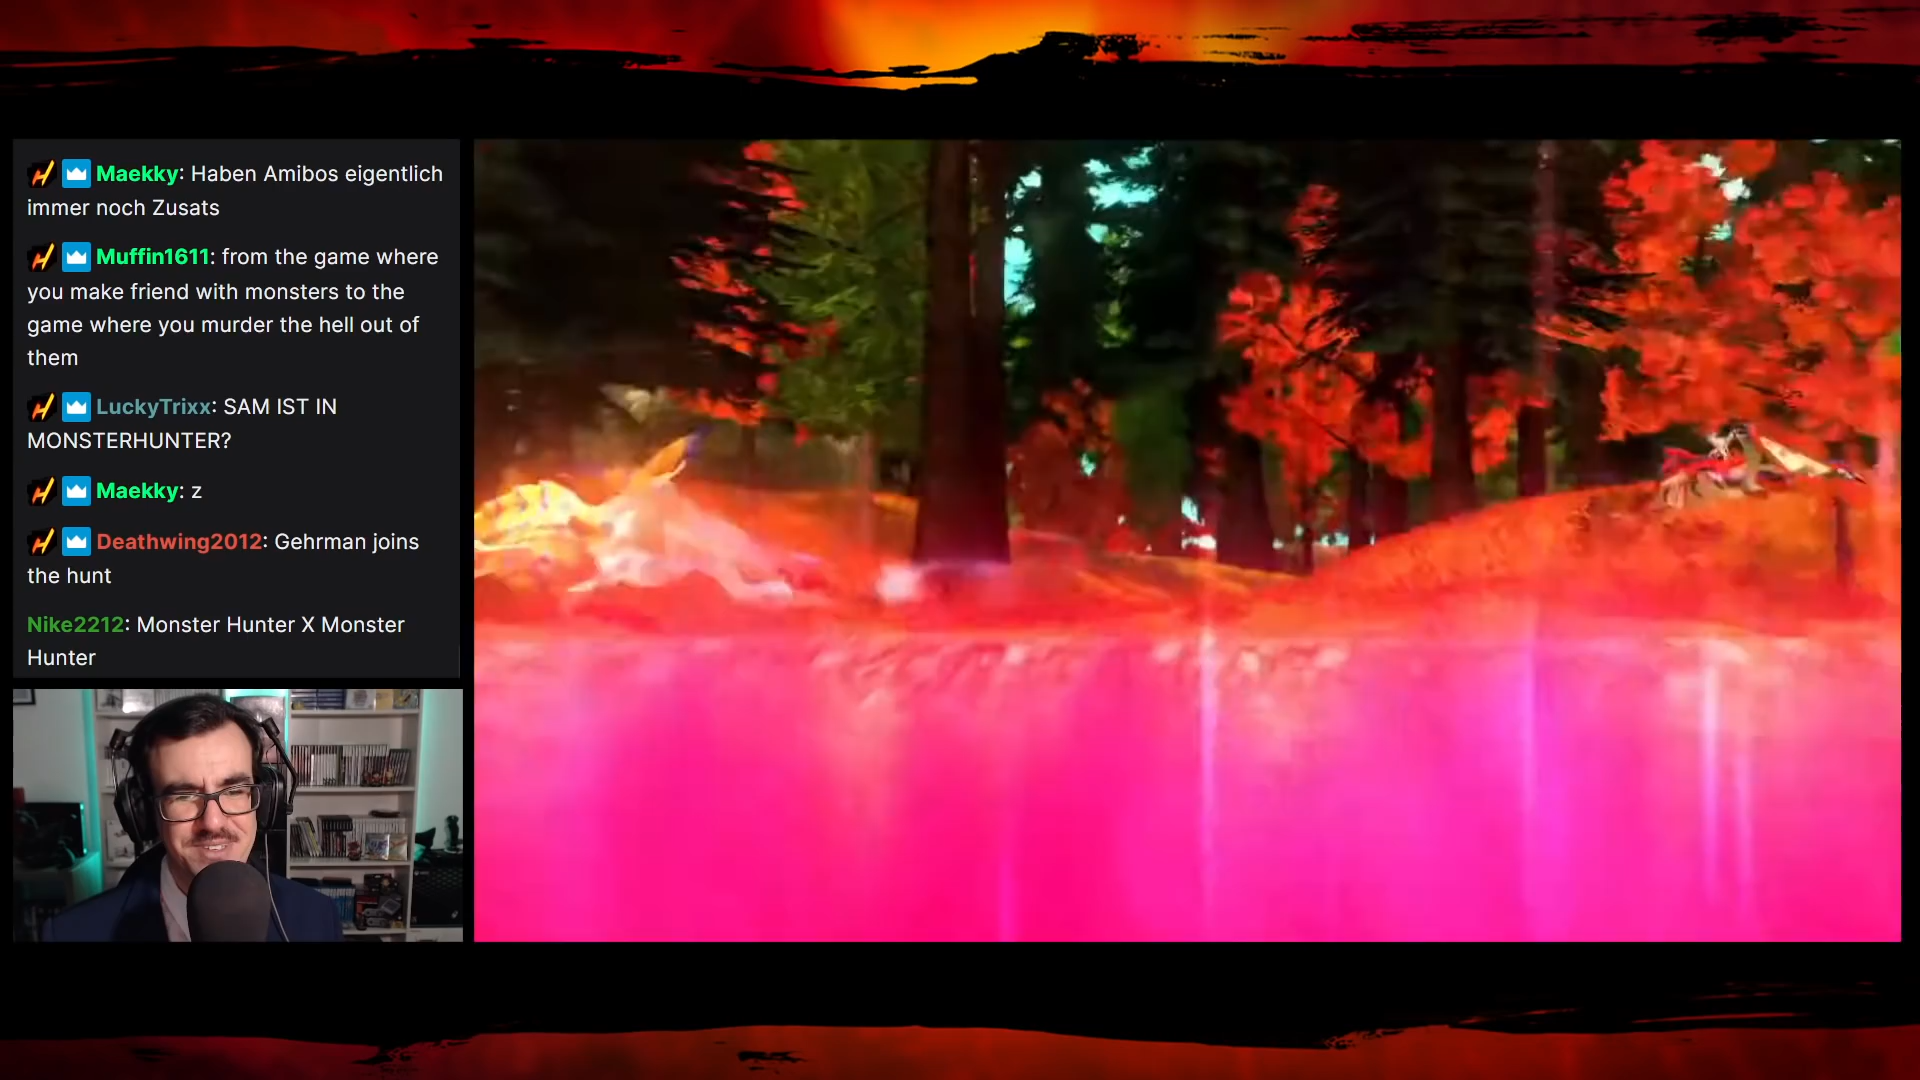 Maekky: Haben Amibos eigentlich
immer noch Zusats
Muffin1611: from the game where
you make friend with monsters to the
game where you murder the hell out of
them
LuckyTrixx: SAM IST IN
MONSTERHUNTER?
Maekky: z
Deathwing2012: Gehrman joins
the hunt
Nike2212: Monster Hunter X Monster
Hunter